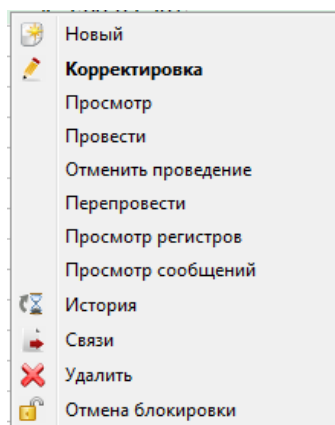 Новый
Корректировка
Просмотр
Провести
Отменить проведение
Перепровести
Просмотр регистров
Просмотр сообщений
История
Связи
Удалить
Отмена блокировки